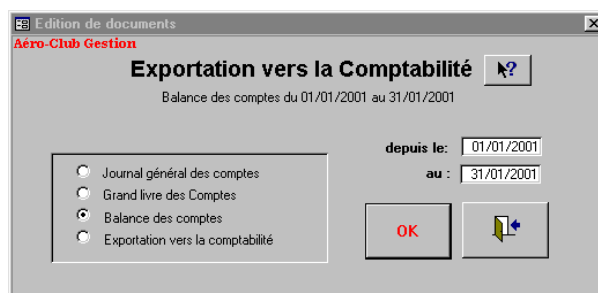 Edition de documents
Aéro-Club Gestion
Exportation vers la Comptabilité
Balance des comptes du 01/01/2001 au 31/01/2001
depuis le: 01/01/2001
au : 31/01/2001
Journal général des comptes
Grand livre des Comptes
Balance des comptes
Exportation vers la comptabilité
OK